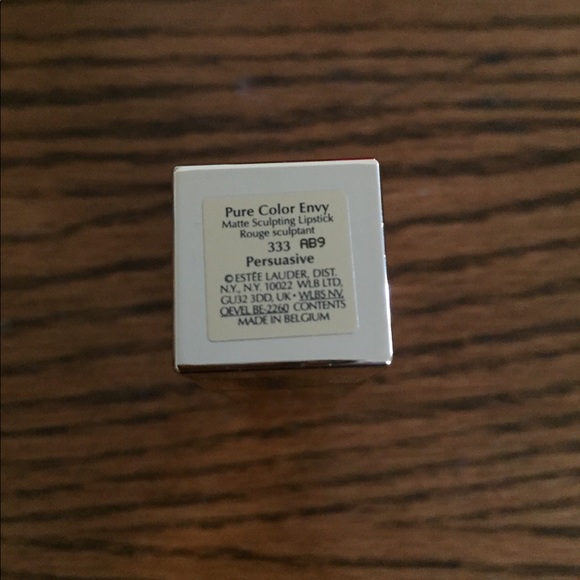 Pure Color Envy
Matte Sculpting Lipstick
Rouge sculptant
333 AB9
Persuasive
© ESTÉE LAUDER, DIST.
N.Y., N.Y. 10022 WLB LTD,
GU32 3DD, UK • WLBS NV,
OEVEL BE-2260 CONTENTS
MADE IN BELGIUM